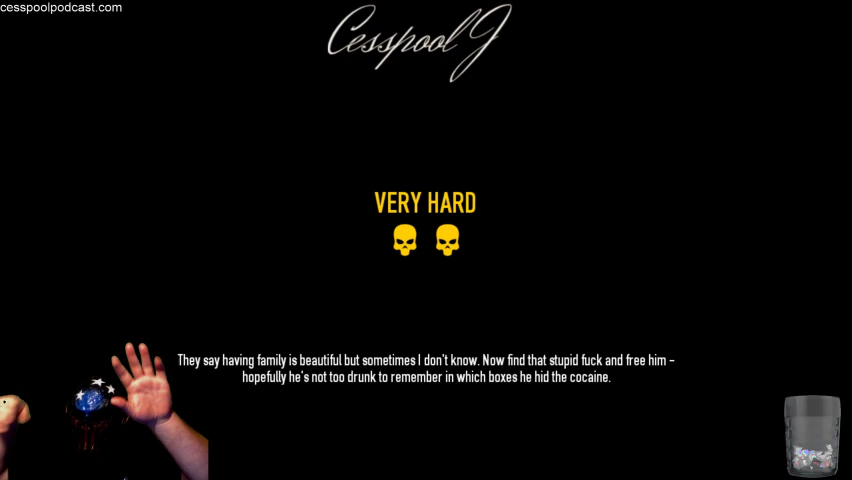 cesspoolpodcast.com
Cesspool J
VERY HARD
They say having family is beautiful but sometimes I don't know. Now find that stupid fuck and free him -
hopefully he's not too drunk to remember in which boxes he hid the cocaine.